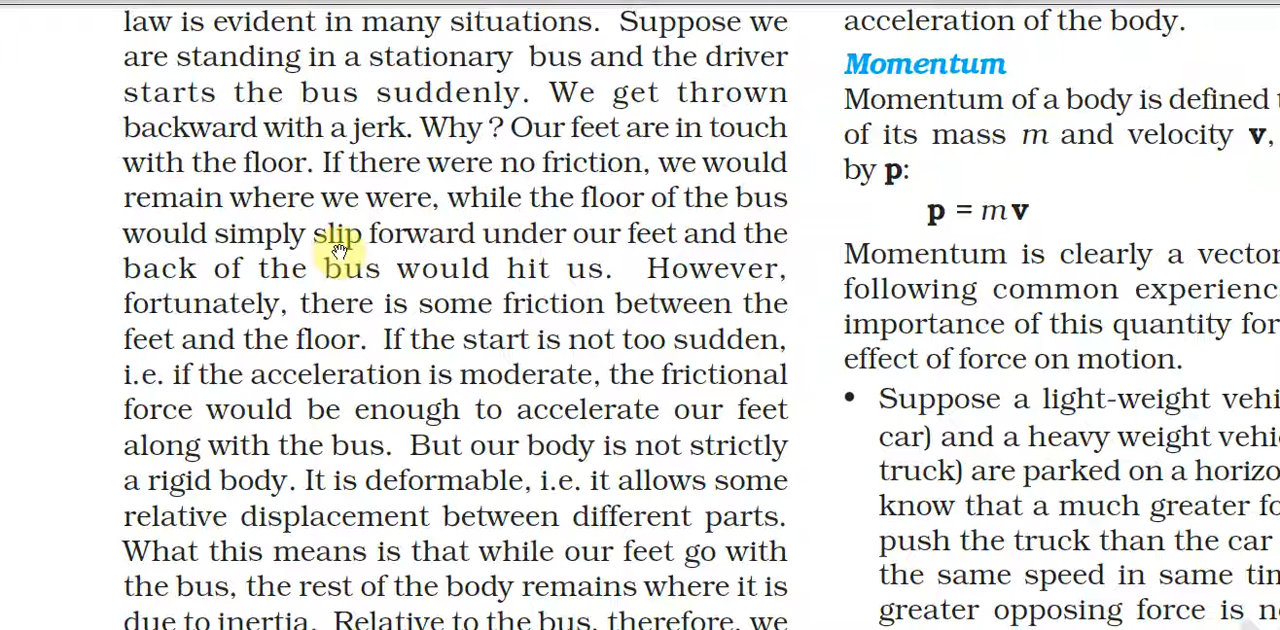 law is evident in many situations. Suppose we
are standing in a stationary bus and the driver
starts the bus suddenly. We get thrown
backward with a jerk. Why ? Our feet are in touch
with the floor. If there were no friction, we would
remain where we were, while the floor of the bus
would simply slip forward under our feet and the
back of the bus would hit us. However,
fortunately, there is some friction between the
feet and the floor. If the start is not too sudden,
i.e. if the acceleration is moderate, the frictional
force would be enough to accelerate our feet
along with the bus. But our body is not strictly
a rigid body. It is deformable, i.e. it allows some
relative displacement between different parts.
What this means is that while our feet go with
the bus, the rest of the body remains where it is
due to inertia. Relative to the bus, therefore, we
acceleration of the body.
Momentum
Momentum of a body is defined
of its mass m and velocity v,
by p:
p = m v
Momentum is clearly a
following common
importance of this quantity for
effect of force on motion.
• Suppose a light-weight
car) and a heavy weight
truck) are parked on a
know that a much greater
push the truck than the car
the same speed in same
greater opposing force is